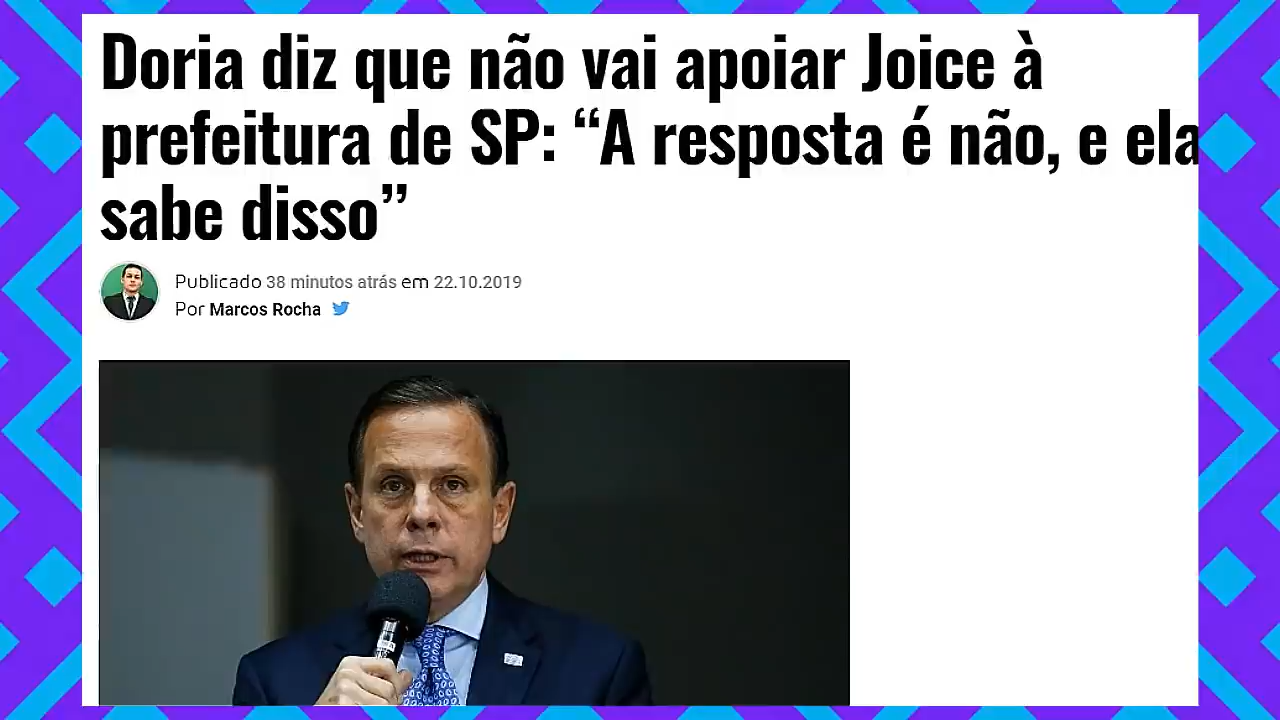 Doria diz que não vai apoiar Joice à
prefeitura de SP: “A resposta é não, e ela
sabe disso”
Publicado 38 minutos atrás em 22.10.2019
Por Marcos Rocha